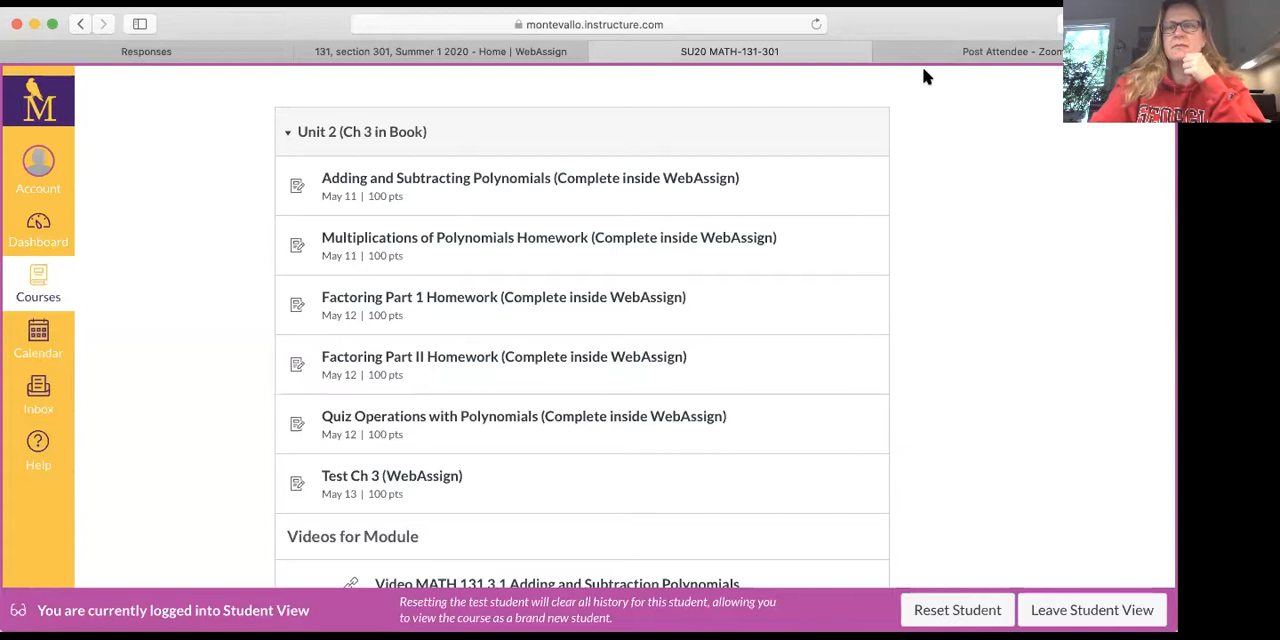 montevallo.instructure.com
Responses
131, section 301, Summer 1 2020 - Home | WebAssign
SU20 MATH-131-301
Post Attendee - Zoom
M
Account
Dashboard
Courses
Calendar
Inbox
Help
Unit 2 (Ch 3 in Book)
Adding and Subtracting Polynomials (Complete inside WebAssign)
May 11 | 100 pts
Multiplications of Polynomials Homework (Complete inside WebAssign)
May 11 | 100 pts
Factoring Part 1 Homework (Complete inside WebAssign)
May 12 | 100 pts
Factoring Part II Homework (Complete inside WebAssign)
May 12 | 100 pts
Quiz Operations with Polynomials (Complete inside WebAssign)
May 12 | 100 pts
Test Ch 3 (WebAssign)
May 13 | 100 pts
Videos for Module
Video MATH 131 3.1 Adding and Subtraction Polynomials
You are currently logged into Student View
Resetting the test student will clear all history for this student, allowing you
to view the course as a brand new student.
Reset Student
Leave Student View
GEORGIA